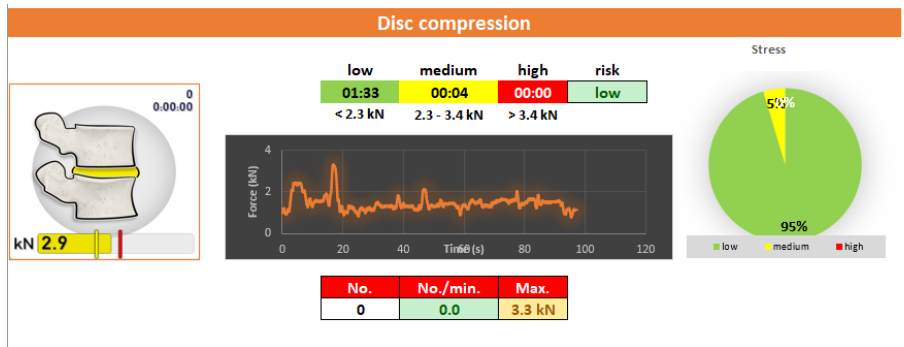 Disc compression
Stress
low medium high risk
01:33 00:04 00:00 low
< 2.3 kN 2.3 - 3.4 kN > 3.4 kN
0
0:00:00
kN 2.9
Force (kN)
4
2
0
0 20 40 60 80 100 120
Time (s)
5%
0%
95%
low medium high
No. No./min. Max.
0 0.0 3.3 kN